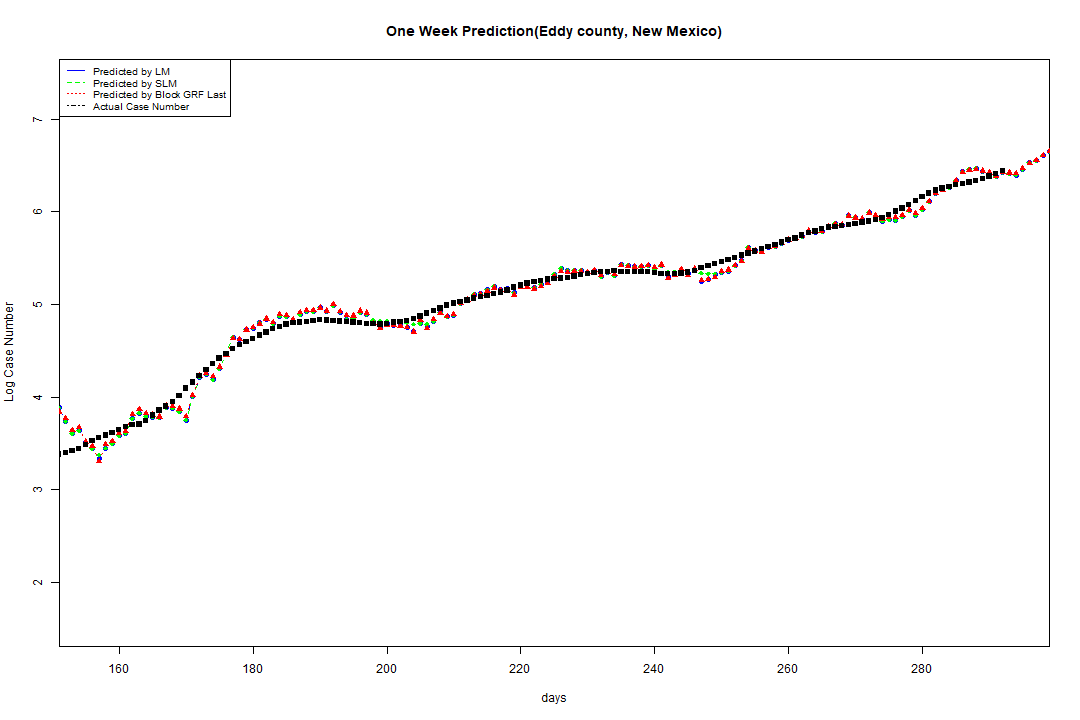 One Week Prediction(Eddy county, New Mexico)
Predicted by LM
Predicted by SLM
Predicted by Block GRF Last
Actual Case Number
7
6
5
4
3
2
Log Case Number
160 180 200 220 240 260 280
days